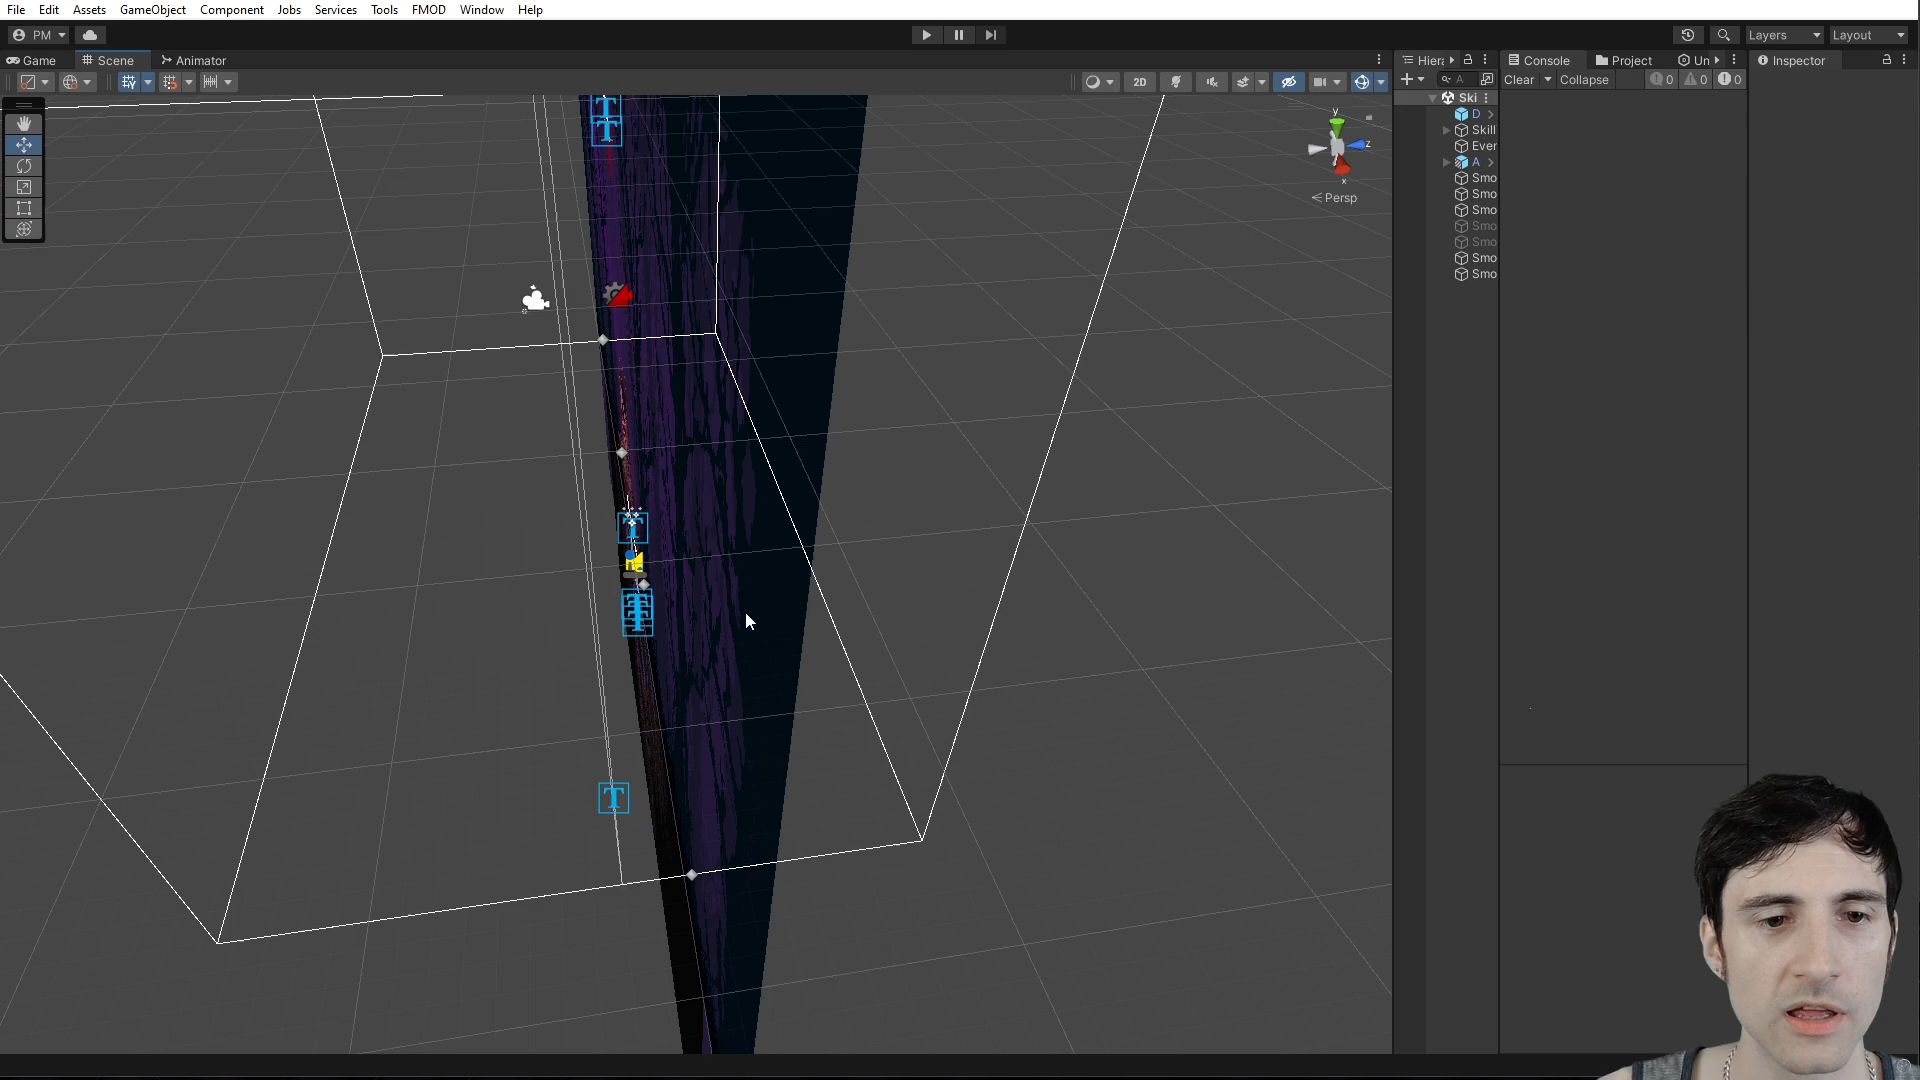 File Edit Assets GameObject Component Jobs Services Tools FMOD Window Help
PM Layers Layout
Game Scene Animator Hiera Console Project Un Inspector
2D A Clear Collapse 0 0 0
Ski
D
Skill
Ever
A
Smo
Smo
Smo
Smo
Smo
Smo
Smo
y
z
x
Persp
T
T
T
T
T
T